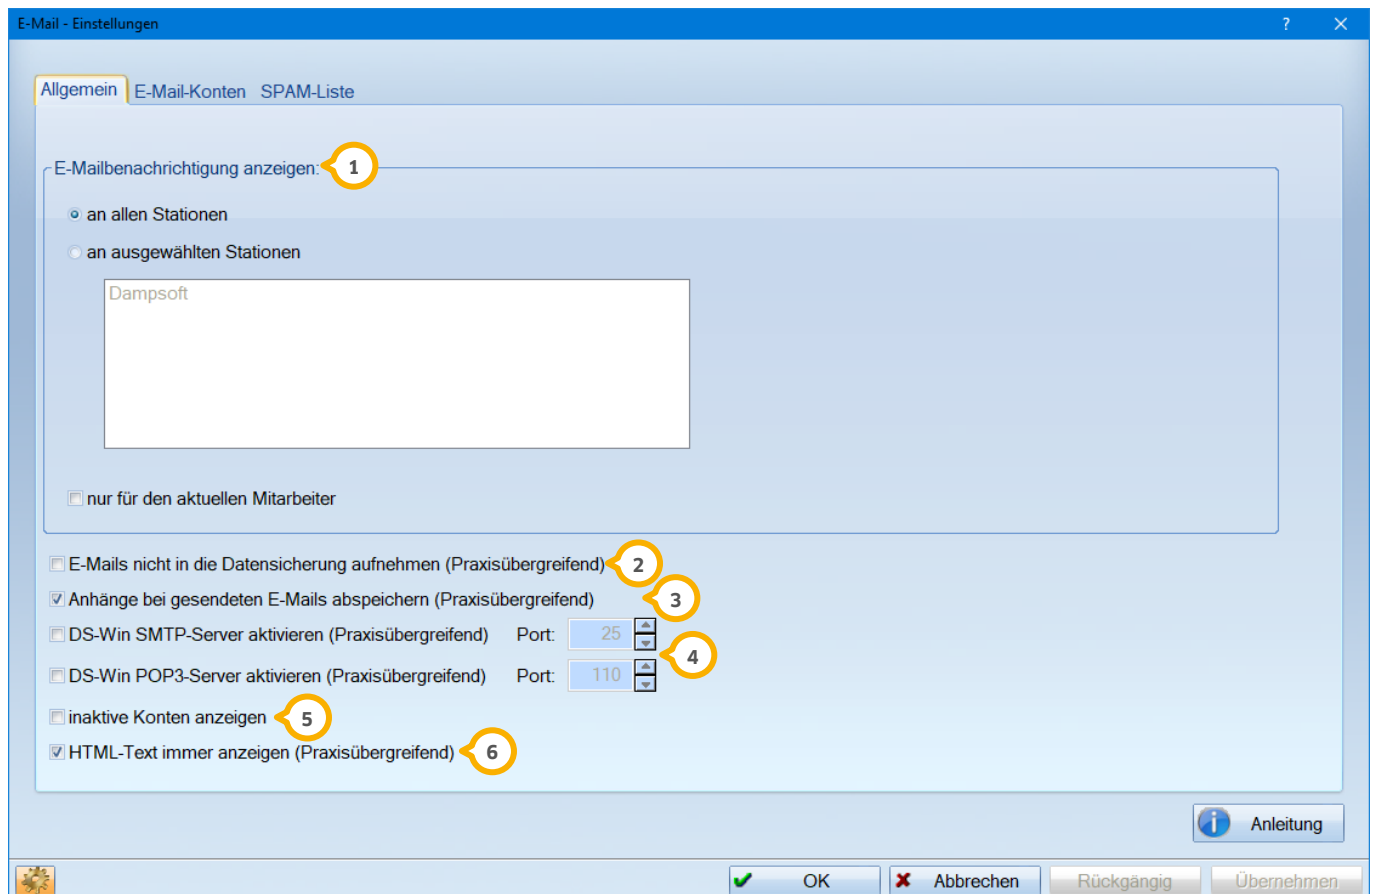 E-Mail - Einstellungen ?
Allgemein E-Mail-Konten SPAM-Liste
E-Mailbenachrichtigung anzeigen: 1
an allen Stationen
an ausgewählten Stationen
Dampsoft
nur für den aktuellen Mitarbeiter
E-Mails nicht in die Datensicherung aufnehmen (Praxisübergreifend) 2
Anhänge bei gesendeten E-Mails abspeichern (Praxisübergreifend) 3
DS-Win SMTP-Server aktivieren (Praxisübergreifend) Port: 25
4
DS-Win POP3-Server aktivieren (Praxisübergreifend) Port: 110
inaktive Konten anzeigen 5
HTML-Text immer anzeigen (Praxisübergreifend) 6
Anleitung
OK Abbrechen Rückgängig Übernehmen